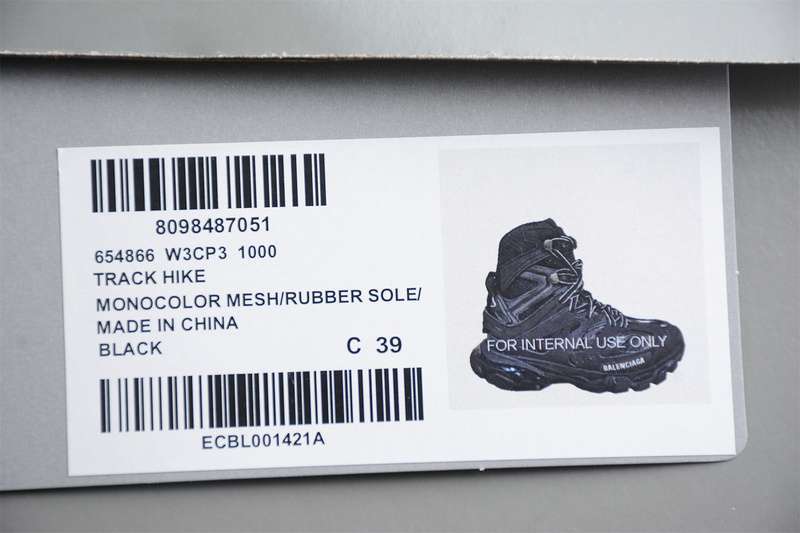 8098487051
654866 W3CP3 1000
TRACK HIKE
MONOCOLOR MESH/RUBBER SOLE/
MADE IN CHINA
BLACK C 39
ECBL001421A
FOR INTERNAL USE ONLY
BALENCIAGA